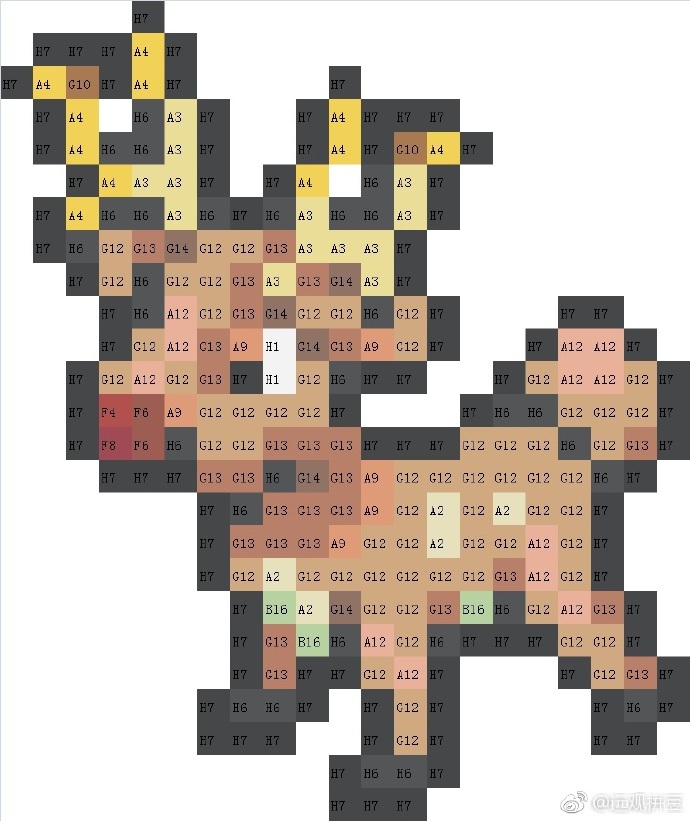 H7
H7 H7 H7 A4 H7
H7 A4 G10 H7 A4 H7 H7
H7 A4 H6 A3 H7 H7 A4 H7 H7 H7
H7 A4 H6 H6 A3 H7 H7 A4 H7 G10 A4 H7
H7 A4 A3 A3 H7 H7 A4 H6 A3 H7
H7 A4 H6 H6 A3 H6 H7 H6 A3 H6 H6 A3 H7
H7 H6 G12 G13 G14 G12 G12 G13 A3 A3 A3 H7
H7 G12 H6 G12 G12 G13 A3 G13 G14 A3 H7
H7 H6 A12 G12 G13 G14 G12 G12 H6 G12 H7 H7 H7
H7 G12 A12 G13 A9 H1 G14 G13 A9 G12 H7 H7 A12 A12 H7
H7 G12 A12 G12 G13 H7 H1 G12 H6 H7 H7 H7 G12 A12 A12 G12 H7
H7 F4 F6 A9 G12 G12 G12 G12 H7 H7 H6 H6 G12 G12 G12 H7
H7 F8 F6 H6 G12 G12 G13 G13 G13 H7 H7 H7 G12 G12 G12 H6 G12 G13 H7
H7 H7 H7 G13 G13 H6 G14 G13 A9 G12 G12 G12 G12 G12 G12 H6 H7
H7 H6 G13 G13 G13 A9 G12 A2 G12 A2 G12 G12 H7
H7 G13 G13 G13 A9 G12 G12 A2 G12 G12 A12 G12 H7
H7 G12 A2 G12 G12 G12 G12 G12 G12 G13 A12 G12 H7
H7 B16 A2 G14 G12 G12 G13 B16 H6 G12 A12 G13 H7
H7 G13 B16 H6 A12 G12 H6 H7 H7 H7 G12 G12 H7
H7 G13 H7 H7 G12 A12 H7 H7 G12 G13 H7
H7 H6 H6 H7 H7 G12 H7 H7 H6 H7
H7 H7 H7 H7 G12 H7 H7 H7
H7 H6 H6 H7
H7 H7 H7
@远观拼豆